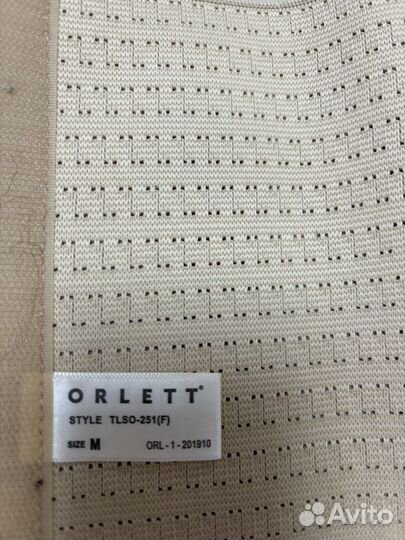 ORLETT®
STYLE TLSO-251(F)
SIZE M ORL - 1 - 201910
Avito